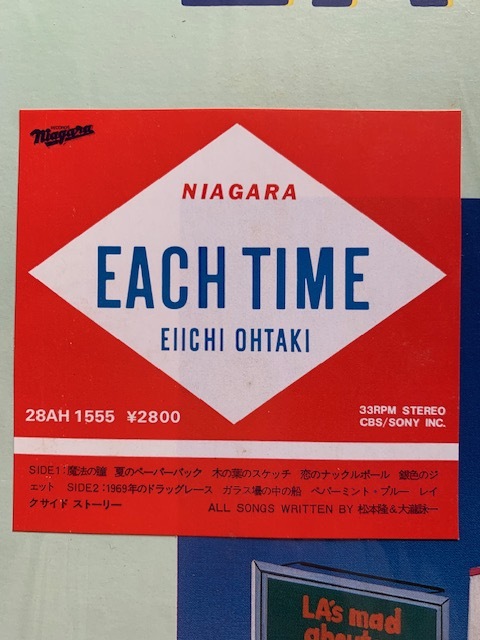 Niagara
NIAGARA
EACH TIME
EIICHI OHTAKI
28AH 1555 ¥2800
33RPM STEREO
CBS/SONY INC.
SIDE1:魔法の瞳 夏のペーパーバック 木の葉のスケッチ 恋のナックルボール 銀色のジ
ェット SIDE2:1969年のドラッグレース ガラス壜の中の船 ペパーミント・ブルー レイ
クサイド ストーリー ALL SONGS WRITTEN BY 松本隆&大瀧詠一
LA's mad
about